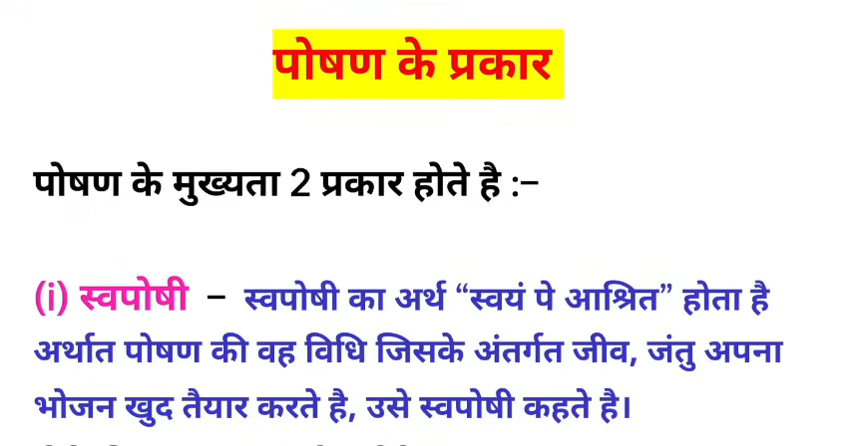 पोषण के प्रकार
पोषण के मुख्यता 2 प्रकार होते है :–
(i) स्वपोषी – स्वपोषी का अर्थ “स्वयं पे आश्रित” होता है
अर्थात पोषण की वह विधि जिसके अंतर्गत जीव, जंतु अपना
भोजन खुद तैयार करते है, उसे स्वपोषी कहते है।